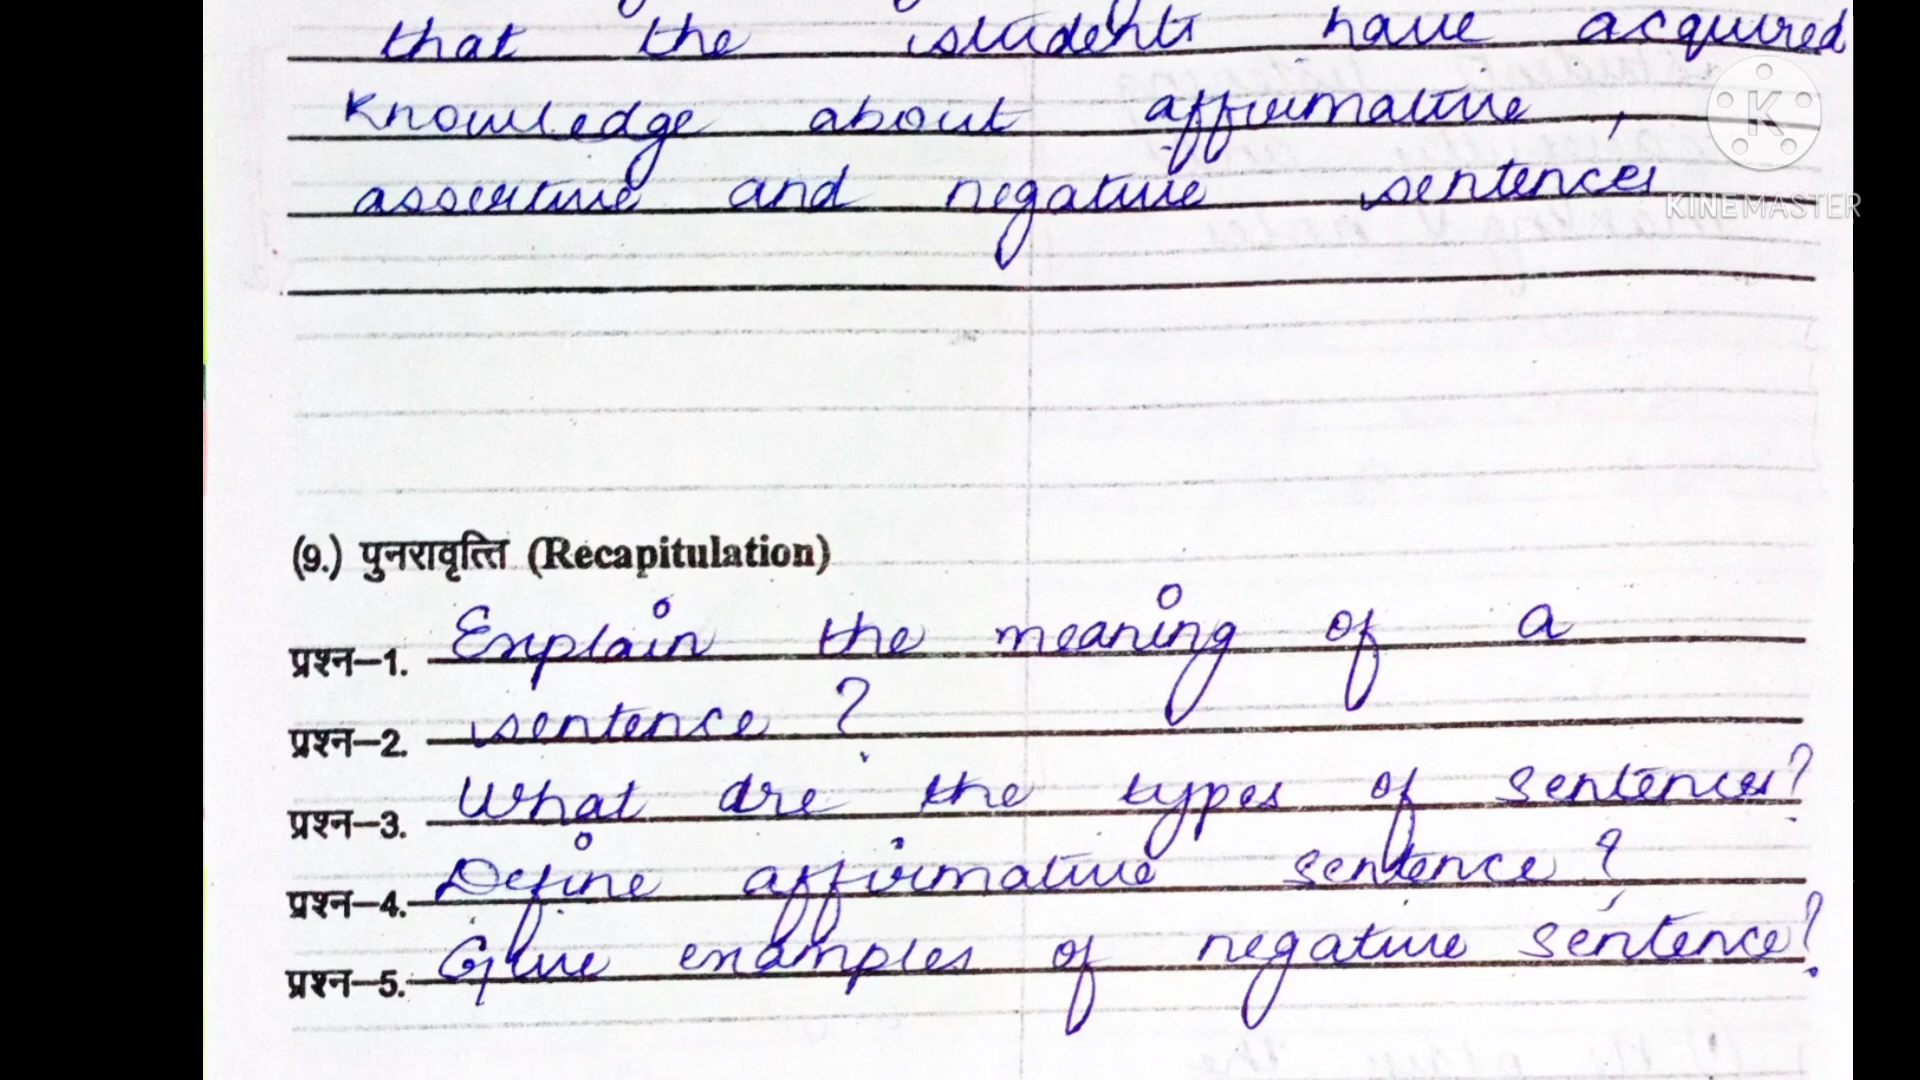 that the students have acquired
Knowledge about affirmative,
assertive and negative sentences
K
KINEMASTER
(9.) पुनरावृत्ति (Recapitulation)
प्रश्न–1. Explain the meaning of a
प्रश्न–2. sentence ?
प्रश्न–3. What are the types of sentences?
प्रश्न–4. Define affirmative sentence ?
प्रश्न–5. Give examples of negative sentence?